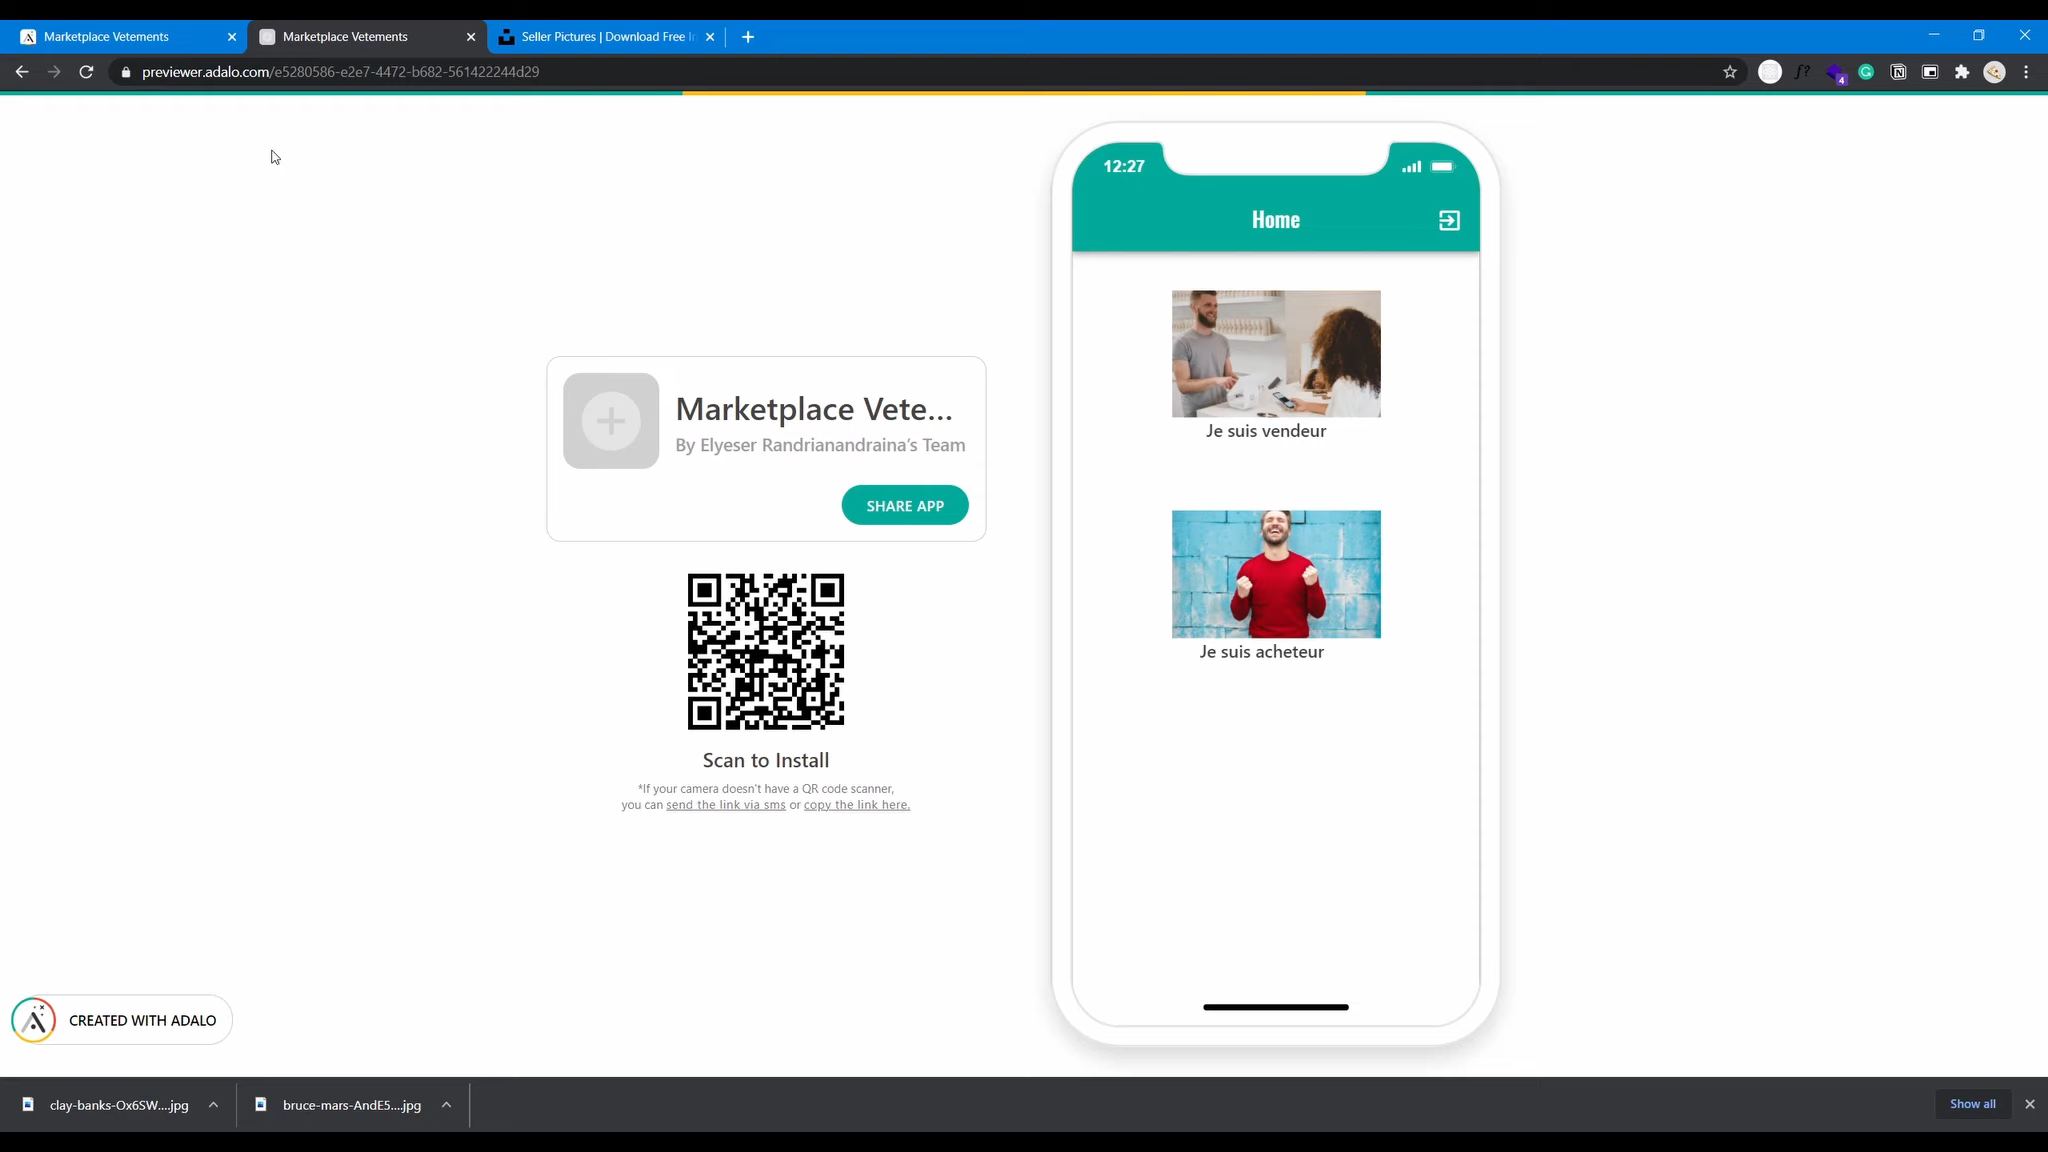 Marketplace Vetements
Marketplace Vetements
Seller Pictures | Download Free
previewer.adalo.com/e5280586-e2e7-4472-b682-561422244d29
4
12:27
Home
Je suis vendeur
Je suis acheteur
Marketplace Vete...
By Elyeser Randrianandraina's Team
SHARE APP
Scan to Install
*If your camera doesn't have a QR code scanner,
you can send the link via sms or copy the link here.
CREATED WITH ADALO
clay-banks-Ox6SW....jpg
bruce-mars-AndE5....jpg
Show all